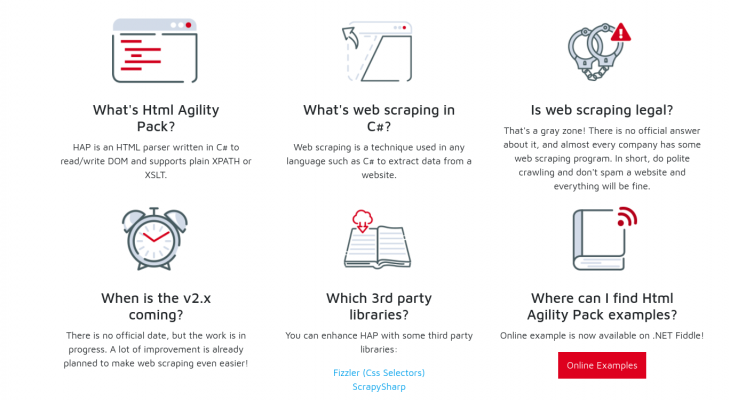 What's Html Agility
Pack?
HAP is an HTML parser written in C# to
read/write DOM and supports plain XPATH or
XSLT.
What's web scraping in
C#?
Web scraping is a technique used in any
language such as C# to extract data from a
website.
Is web scraping legal?
That's a gray zone! There is no official answer
about it, and almost every company has some
web scraping program. In short, do polite
crawling and don't spam a website and
everything will be fine.
When is the v2.x
coming?
There is no official date, but the work is in
progress. A lot of improvement is already
planned to make web scraping even easier!
Which 3rd party
libraries?
You can enhance HAP with some third party
libraries:
Fizzler (Css Selectors)
ScrapySharp
Where can I find Html
Agility Pack examples?
Online example is now available on .NET Fiddle!
Online Examples